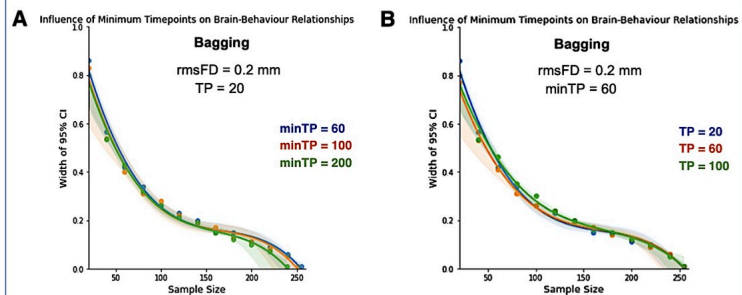 A
Influence of Minimum Timepoints on Brain-Behaviour Relationships
1.0
Bagging
rmsFD = 0.2 mm
TP = 20
0.8
minTP = 60
minTP = 100
minTP = 200
0.6
0.4
0.2
0.0
Width of 95% CI
50 100 150 200 250
Sample Size
B
Influence of Minimum Timepoints on Brain-Behaviour Relationships
1.0
Bagging
rmsFD = 0.2 mm
minTP = 60
0.8
TP = 20
TP = 60
TP = 100
0.6
0.4
0.2
0.0
Width of 95% CI
50 100 150 200 250
Sample Size